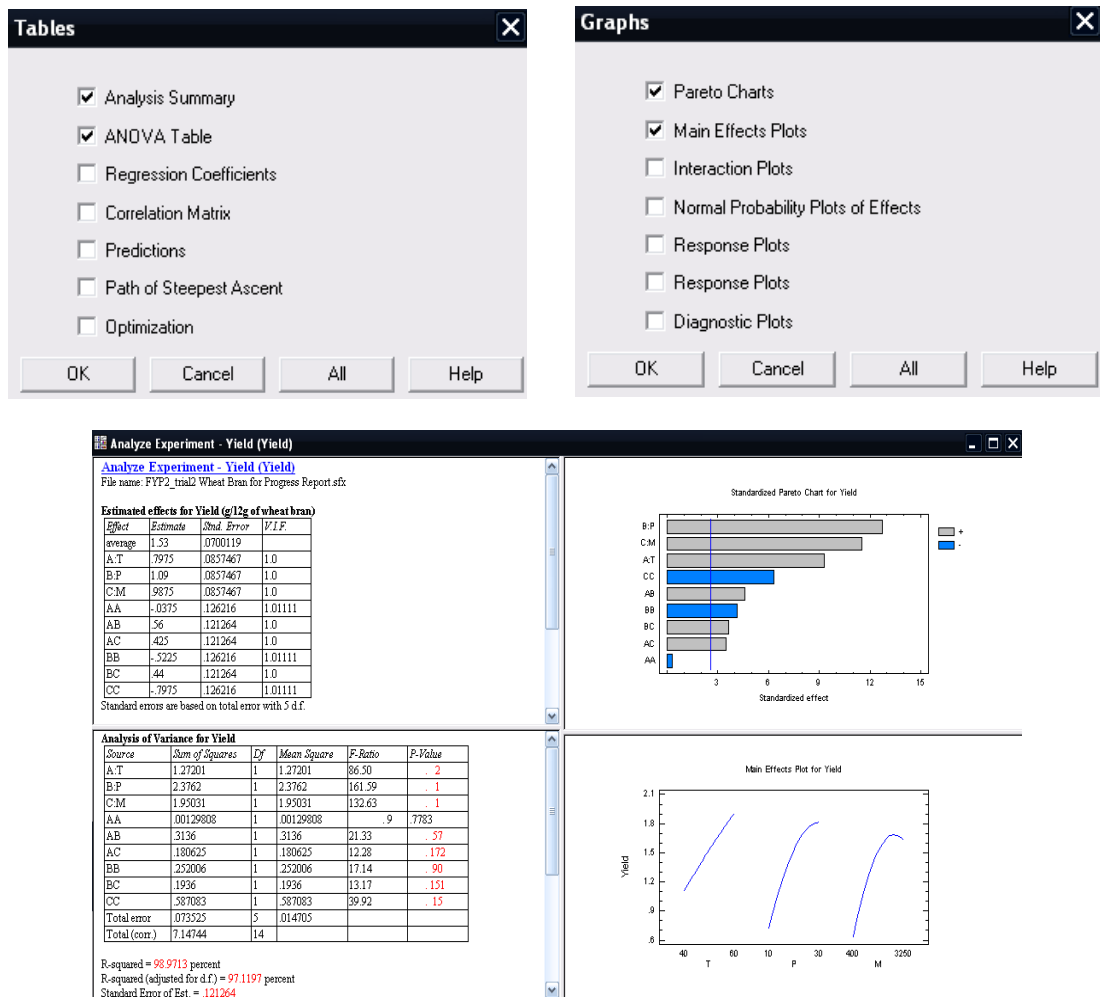 Tables
Analysis Summary
ANOVA Table
Regression Coefficients
Correlation Matrix
Predictions
Path of Steepest Ascent
Optimization
OK Cancel All Help
Graphs
Pareto Charts
Main Effects Plots
Interaction Plots
Normal Probability Plots of Effects
Response Plots
Response Plots
Diagnostic Plots
OK Cancel All Help
Analyze Experiment - Yield (Yield)
Analyze Experiment - Yield (Yield)
File name: FYP2_trial2 Wheat Bran for Progress Report.sfx
Estimated effects for Yield (g/12g of wheat bran)
Effect Estimate Stnd. Error V.I.F.
average 1.53 .0700119
A:T .7975 .0857467 1.0
B:P 1.09 .0857467 1.0
C:M .9875 .0857467 1.0
AA -.0375 .126216 1.01111
AB .56 .121264 1.0
AC .425 .121264 1.0
BB -.5225 .126216 1.01111
BC .44 .121264 1.0
CC -.7975 .126216 1.01111
Standard errors are based on total error with 5 d.f.
Standardized Pareto Chart for Yield
B:P
C:M
A:T
CC
AB
BB
BC
AC
AA
+
-
3 6 9 12 15
Standardized effect
Analysis of Variance for Yield
Source Sum of Squares Df Mean Square F-Ratio P-Value
A:T 1.27201 1 1.27201 86.50 . 2
B:P 2.3762 1 2.3762 161.59 . 1
C:M 1.95031 1 1.95031 132.63 . 1
AA .00129808 1 .00129808 .9 .7783
AB .3136 1 .3136 21.33 . 57
AC .180625 1 .180625 12.28 .172
BB .252006 1 .252006 17.14 . 90
BC .1936 1 .1936 13.17 .151
CC .587083 1 .587083 39.92 . 15
Total error .073525 5 .014705
Total (corr.) 7.14744 14
R-squared = 98.9713 percent
R-squared (adjusted for d.f.) = 97.1197 percent
Standard Error of Est. = .121264
Main Effects Plot for Yield
Yield
2.1
1.8
1.5
1.2
.9
.6
40 60 10 30 400 3250
T P M